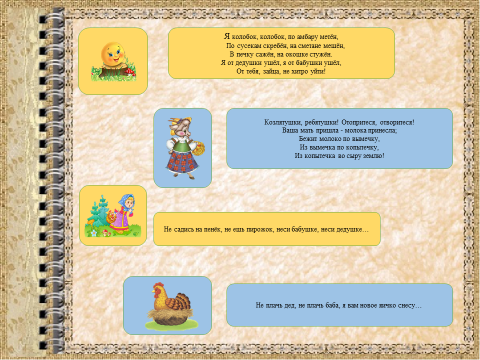 Я колобок, колобок, по амбару метён,
По сусекам скребён, на сметане мешён,
В печку сажён, на окошке стужён.
Я от дедушки ушёл, я от бабушки ушёл,
От тебя, зайца, не хитро уйти!
Козлятушки, ребятушки! Отопритеся, отворитеся!
Ваша мать пришла - молока принесла;
Бежит молоко по вымечку,
Из вымечка по копытечку,
Из копытечка во сыру землю!
Не садись на пенёк, не ешь пирожок, неси бабушке, неси дедушке…
Не плачь дед, не плачь баба, я вам новое яичко снесу…